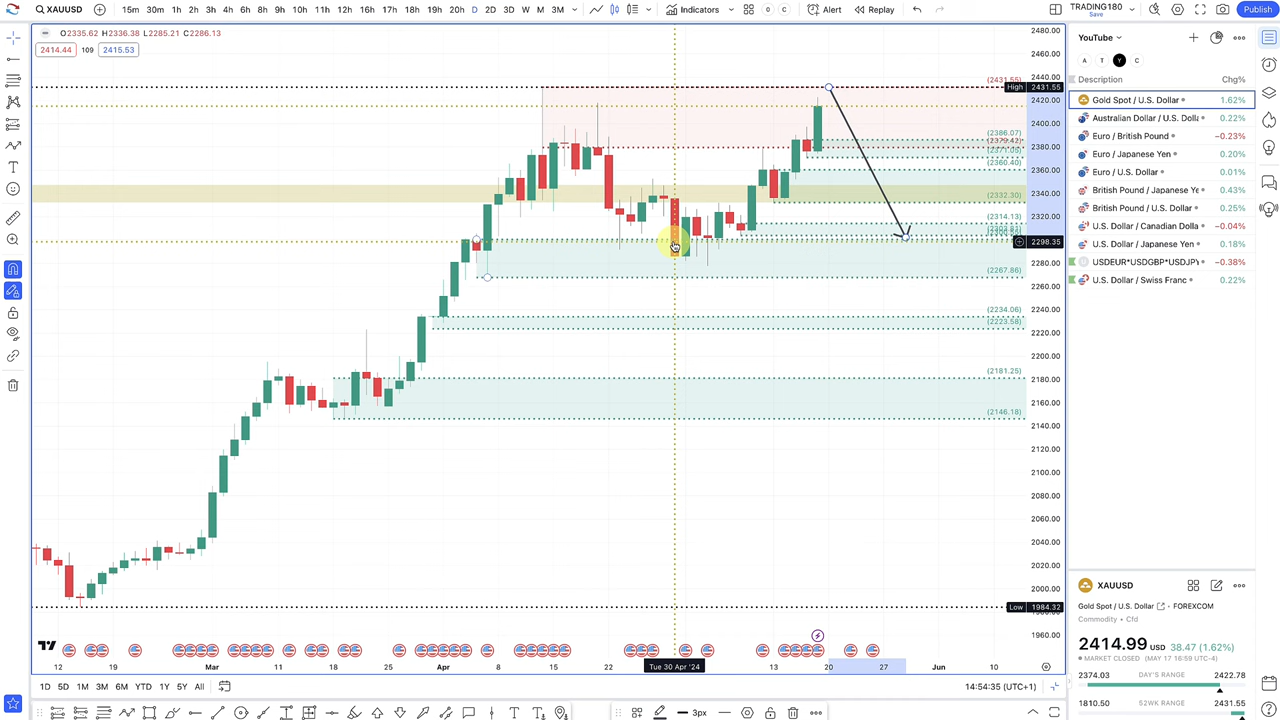 XAUUSD 15m 30m 1h 2h 3h 4h 6h 8h 9h 10h 11h 12h 16h 17h 18h 19h 20h D 2D 3D W M 3M Indicators Alert Replay TRADING180 Save Publish
O2335.62 H2336.38 L2285.21 C2286.13
2414.44 109 2415.53
2480.00
2460.00
2440.00
(2431.55)
High 2431.55
2420.00
2400.00
(2386.07)
(2379.42)
2380.00
(2371.05)
(2360.40)
2360.00
2340.00
(2332.30)
2320.00
(2314.13)
2298.35
2280.00
(2267.86)
2260.00
2240.00
(2234.06)
(2223.58)
2220.00
2200.00
2180.00
(2181.25)
2160.00
(2146.18)
2140.00
2120.00
2100.00
2080.00
2060.00
2040.00
2020.00
2000.00
Low 1984.32
1960.00
12 19 Mar 11 18 25 Apr 8 15 22 Tue 30 Apr '24 13 20 27 Jun 10
1D 5D 1M 3M 6M YTD 1Y 5Y All 14:54:35 (UTC+1)
3px
YouTube
A T Y C
Description Chg%
Gold Spot / U.S. Dollar 1.62%
Australian Dollar / U.S. Dolla 0.22%
Euro / British Pound −0.23%
Euro / Japanese Yen 0.20%
Euro / U.S. Dollar 0.01%
British Pound / Japanese Ye 0.43%
British Pound / U.S. Dollar 0.25%
U.S. Dollar / Canadian Dolla −0.04%
U.S. Dollar / Japanese Yen 0.18%
USDEUR*USDGBP*USDJPY −0.38%
U.S. Dollar / Swiss Franc 0.22%
XAUUSD
Gold Spot / U.S. Dollar • FOREXCOM
Commodity • Cfd
2414.99 USD 38.47 (1.62%)
MARKET CLOSED (MAY 17 16:59 UTC-4)
2374.03 DAY'S RANGE 2422.78
1810.50 52WK RANGE 2431.55